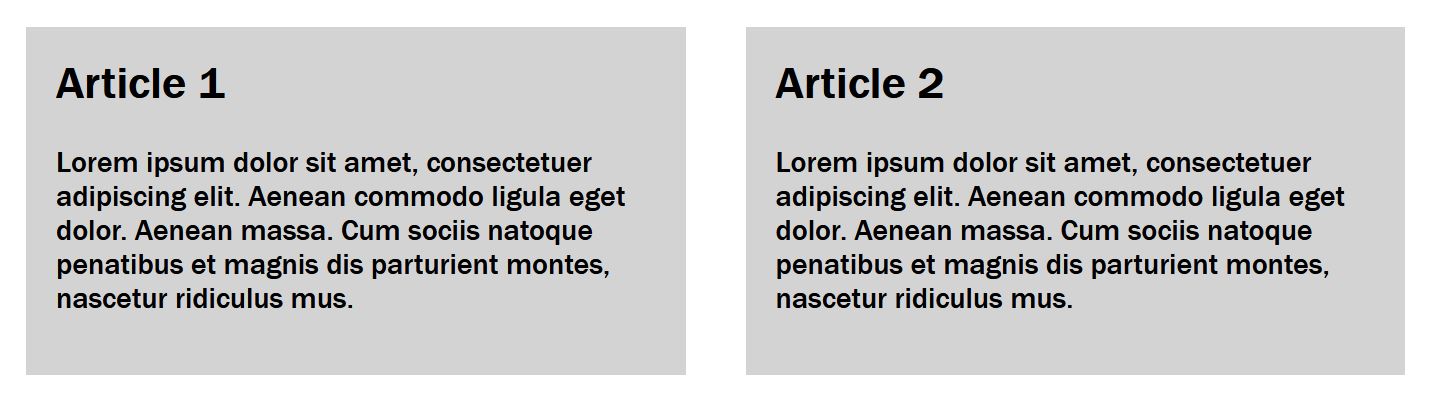 Article 1
Lorem ipsum dolor sit amet, consectetuer
adipiscing elit. Aenean commodo ligula eget
dolor. Aenean massa. Cum sociis natoque
penatibus et magnis dis parturient montes,
nascetur ridiculus mus.
Article 2
Lorem ipsum dolor sit amet, consectetuer
adipiscing elit. Aenean commodo ligula eget
dolor. Aenean massa. Cum sociis natoque
penatibus et magnis dis parturient montes,
nascetur ridiculus mus.